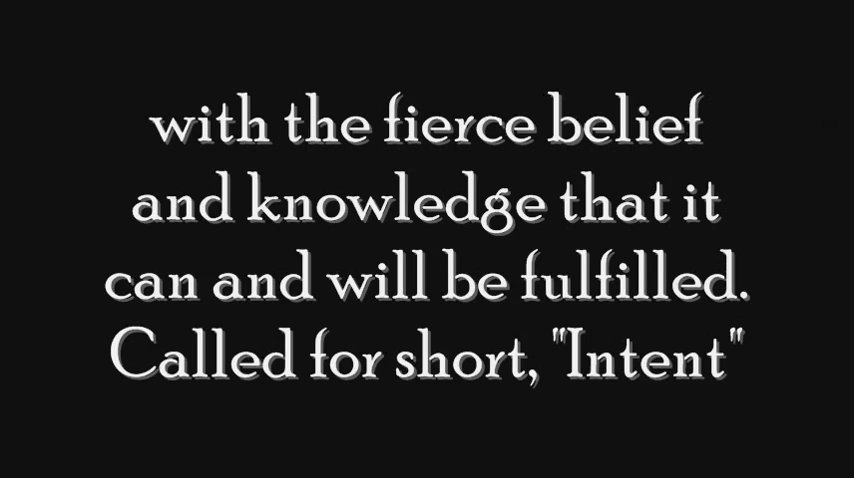 with the fierce belief
and knowledge that it
can and will be fulfilled.
Called for short, "Intent"